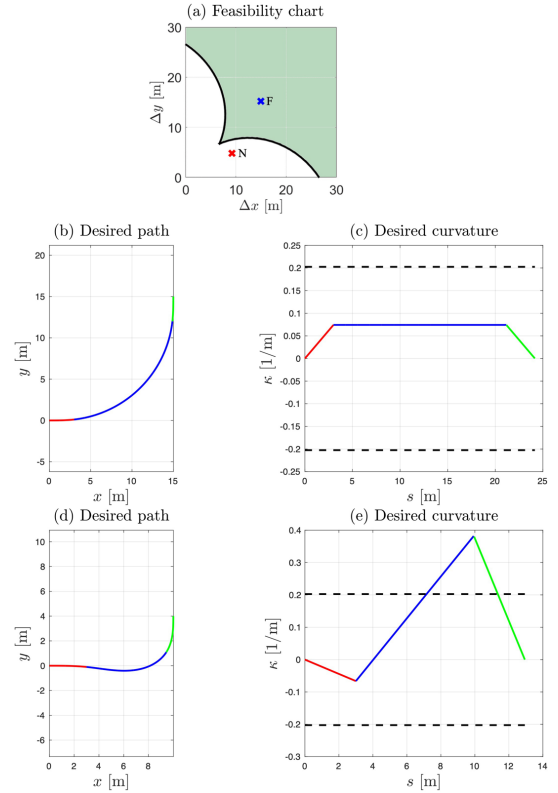 (a) Feasibility chart
30
20
10
0
0 10 20 30
Δy [m]
Δx [m]
F
N
(b) Desired path
20
15
10
5
0
-5
0 5 10 15
y [m]
x [m]
(c) Desired curvature
0.25
0.2
0.15
0.1
0.05
0
-0.05
-0.1
-0.15
-0.2
-0.25
0 5 10 15 20 25
κ [1/m]
s [m]
(d) Desired path
10
8
6
4
2
0
-2
-4
-6
0 2 4 6 8
y [m]
x [m]
(e) Desired curvature
0.4
0.3
0.2
0.1
0
-0.1
-0.2
-0.3
0 2 4 6 8 10 12 14
κ [1/m]
s [m]